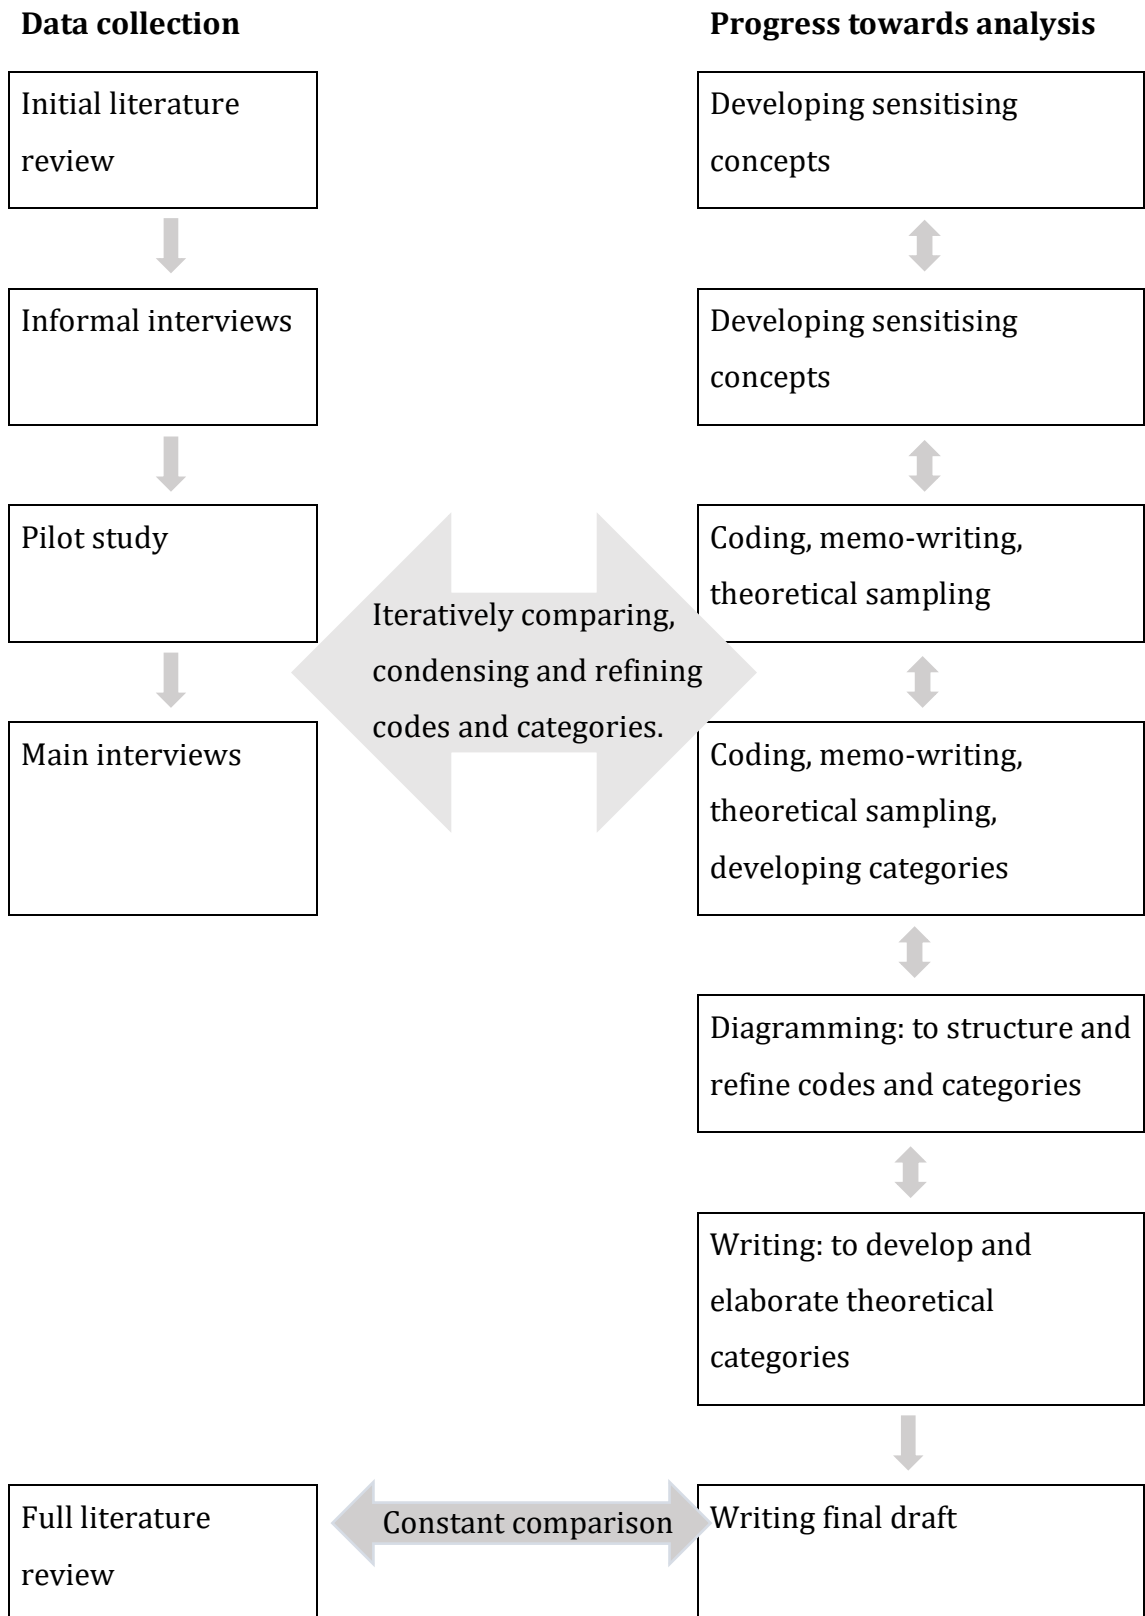 Data collection
Progress towards analysis
Initial literature
review
Developing sensitising
concepts
Informal interviews
Developing sensitising
concepts
Pilot study
Coding, memo-writing,
theoretical sampling
Iteratively comparing,
condensing and refining
codes and categories.
Main interviews
Coding, memo-writing,
theoretical sampling,
developing categories
Diagramming: to structure and
refine codes and categories
Writing: to develop and
elaborate theoretical
categories
Full literature
review
Constant comparison
Writing final draft